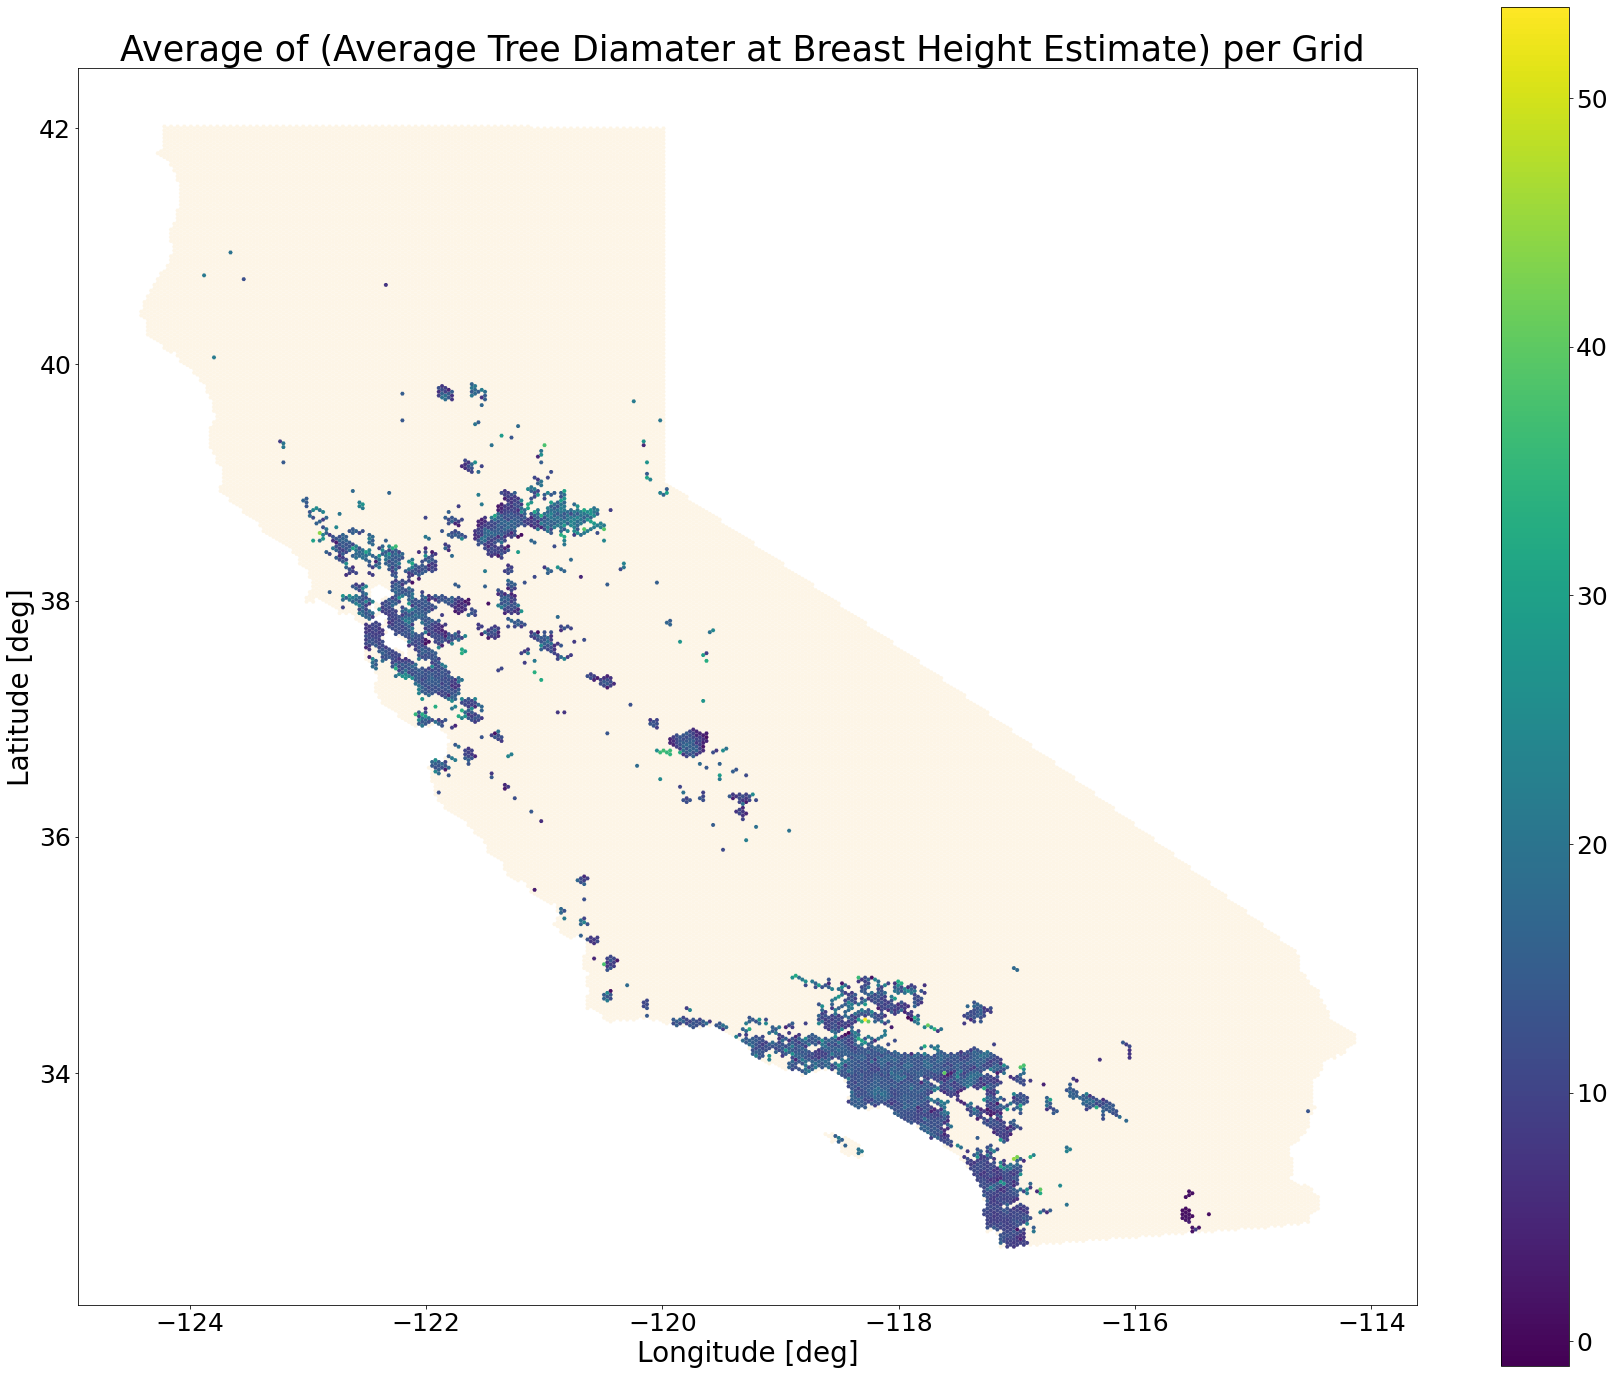 Average of (Average Tree Diamater at Breast Height Estimate) per Grid
50
42
40
40
30
38
Latitude [deg]
20
36
10
34
0
−124 −122 −120 −118 −116 −114
Longitude [deg]